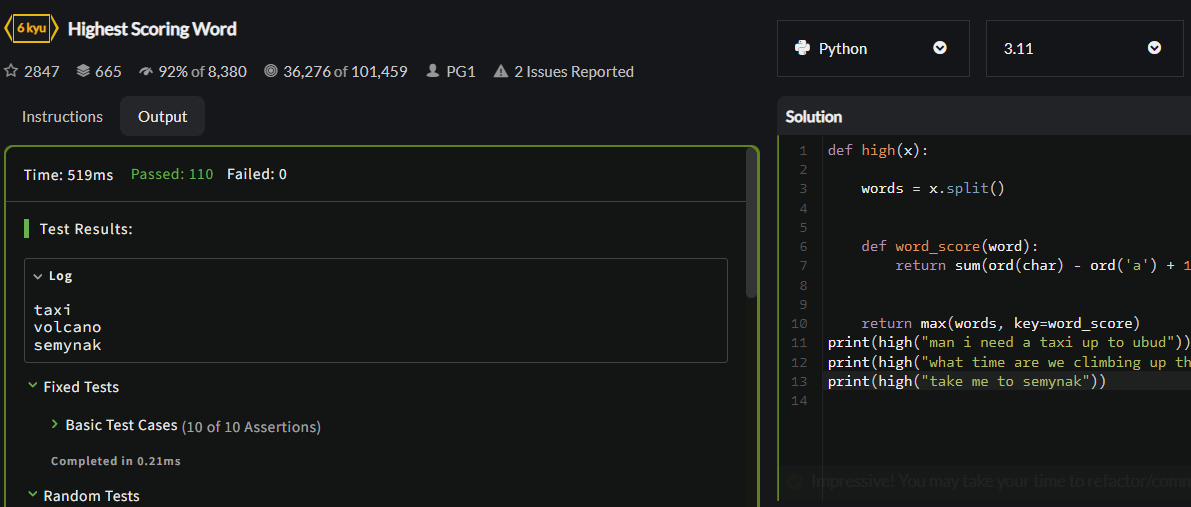 6 kyu Highest Scoring Word
2847 665 92% of 8,380 36,276 of 101,459 PG1 2 Issues Reported
Instructions Output
Time: 519ms Passed: 110 Failed: 0
Test Results:
Log
taxi
volcano
semynak
Fixed Tests
Basic Test Cases (10 of 10 Assertions)
Completed in 0.21ms
Random Tests
Python 3.11
Solution
1 def high(x):
2
3 words = x.split()
4
5
6 def word_score(word):
7 return sum(ord(char) - ord('a') + 1
8
9
10 return max(words, key=word_score)
11 print(high("man i need a taxi up to ubud"))
12 print(high("what time are we climbing up th
13 print(high("take me to semynak"))
14
Impressive! You may take your time to refactor/comm